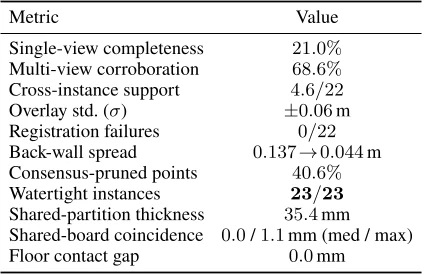 Metric Value
Single-view completeness 21.0%
Multi-view corroboration 68.6%
Cross-instance support 4.6/22
Overlay std. (σ) ±0.06 m
Registration failures 0/22
Back-wall spread 0.137→0.044 m
Consensus-pruned points 40.6%
Watertight instances 23/23
Shared-partition thickness 35.4 mm
Shared-board coincidence 0.0 / 1.1 mm (med / max)
Floor contact gap 0.0 mm